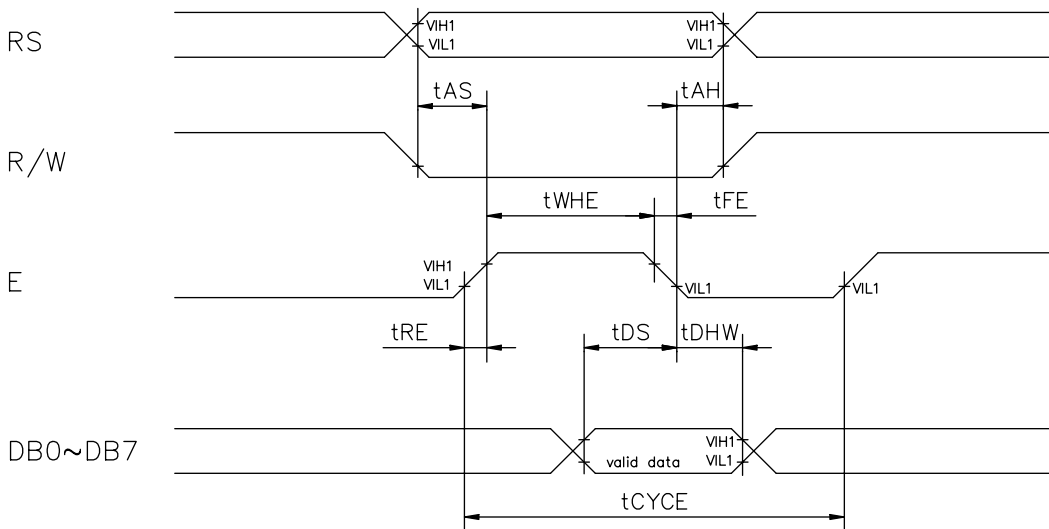 RS
VIH1
VIL1
VIH1
VIL1
tAS
tAH
R/W
tWHE
tFE
E
VIH1
VIL1
VIL1
VIL1
tRE
tDS
tDHW
DB0~DB7
valid data
VIH1
VIL1
tCYCE